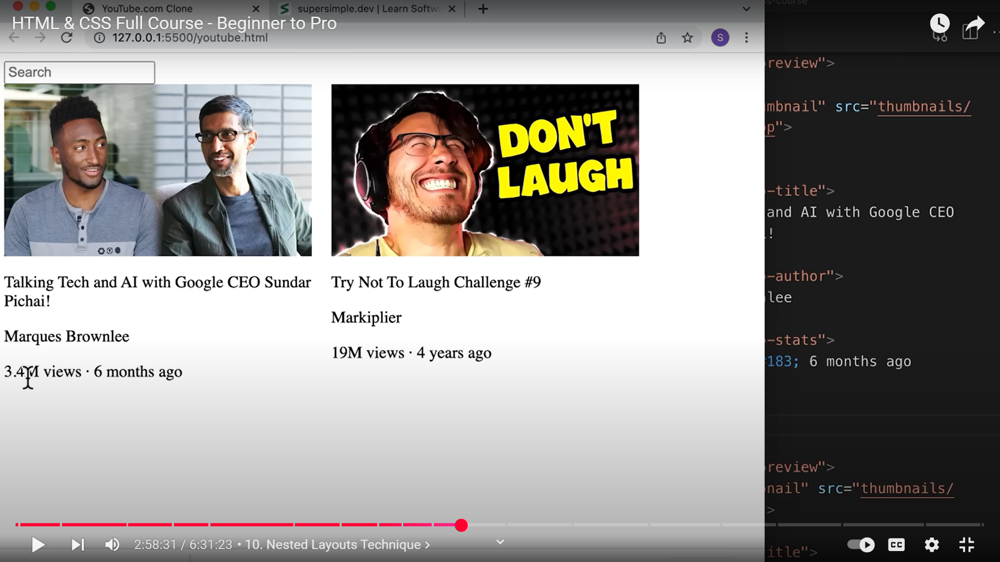 YouTube.com Clone
supersimple.dev | Learn Softw
s-course
HTML & CSS Full Course - Beginner to Pro
127.0.0.1:5500/youtube.html
S
Search
DON'T
LAUGH
Talking Tech and AI with Google CEO Sundar
Pichai!
Marques Brownlee
3.4M views · 6 months ago
Try Not To Laugh Challenge #9
Markiplier
19M views · 4 years ago
review">
mbnail" src="thumbnails/
p">
-title">
and AI with Google CEO
!
-author">
lee
-stats">
183; 6 months ago
review">
nail" src="thumbnails/
>
itle">
2:58:31 / 6:31:23 • 10. Nested Layouts Technique >
CC